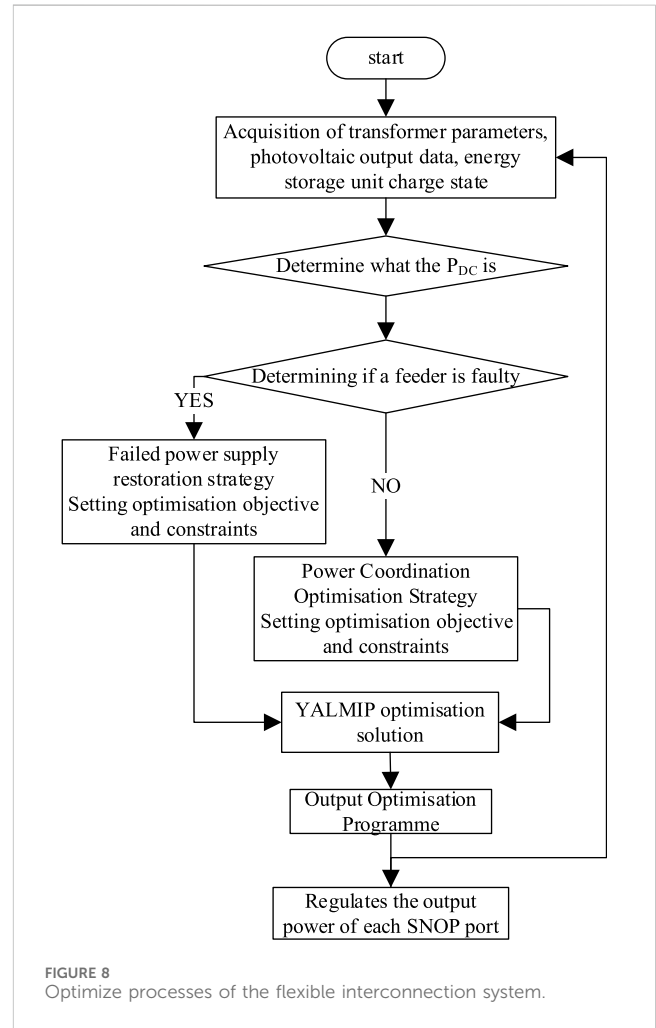 start
Acquisition of transformer parameters,
photovoltaic output data, energy
storage unit charge state
Determine what the P_DC is
Determining if a feeder is faulty
YES
Failed power supply
restoration strategy
Setting optimisation objective
and constraints
NO
Power Coordination
Optimisation Strategy
Setting optimisation objective
and constraints
YALMIP optimisation
solution
Output Optimisation
Programme
Regulates the output
power of each SNOP port
FIGURE 8
Optimize processes of the flexible interconnection system.